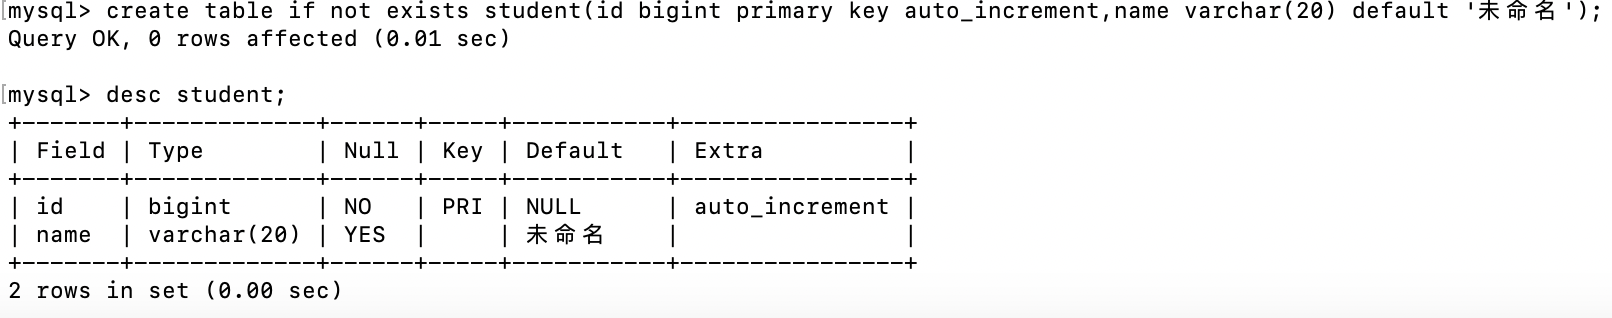 mysql> create table if not exists student(id bigint primary key auto_increment,name varchar(20) default '未命名');
Query OK, 0 rows affected (0.01 sec)
mysql> desc student;
+-------+-------------+------+-----+-----------+----------------+
| Field | Type        | Null | Key | Default   | Extra          |
+-------+-------------+------+-----+-----------+----------------+
| id    | bigint      | NO   | PRI | NULL      | auto_increment |
| name  | varchar(20) | YES  |     | 未命名    |                |
+-------+-------------+------+-----+-----------+----------------+
2 rows in set (0.00 sec)